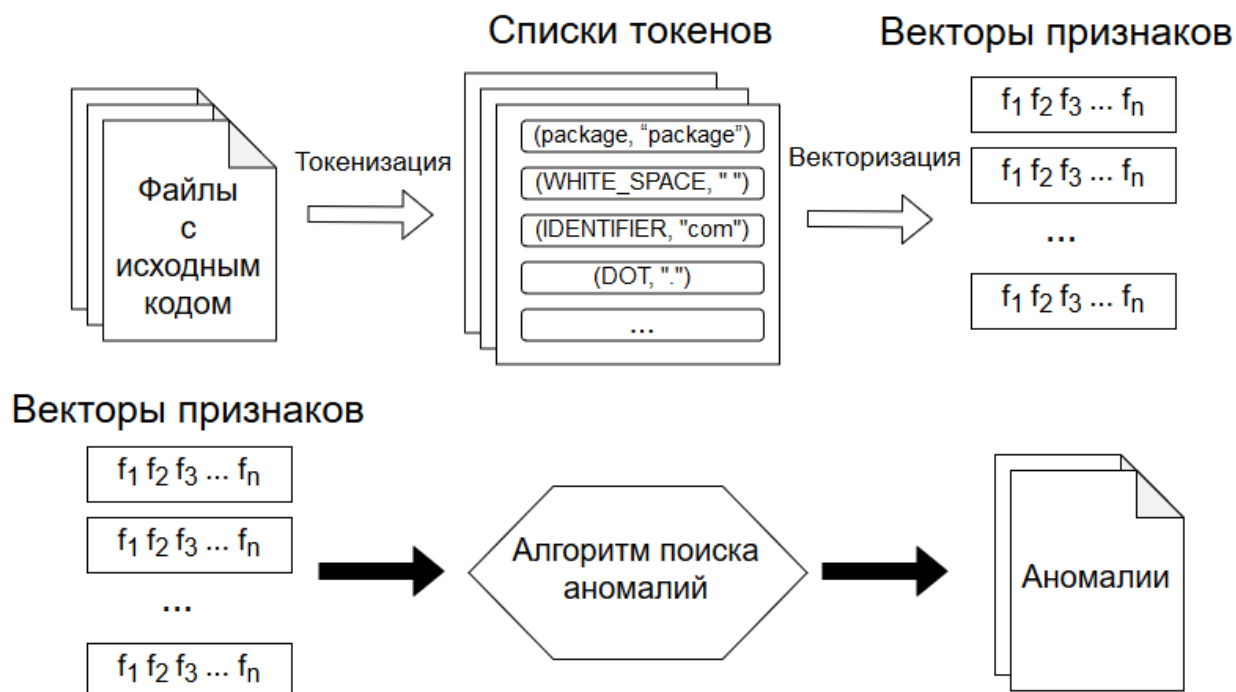 Списки токенов
Векторы признаков
Файлы
с
исходным
кодом
Токенизация
(package, “package”)
(WHITE_SPACE, " ")
(IDENTIFIER, "com")
(DOT, ".")
...
Векторизация
f1 f2 f3 ... fn
f1 f2 f3 ... fn
...
f1 f2 f3 ... fn
Векторы признаков
f1 f2 f3 ... fn
f1 f2 f3 ... fn
...
f1 f2 f3 ... fn
Алгоритм поиска
аномалий
Аномалии